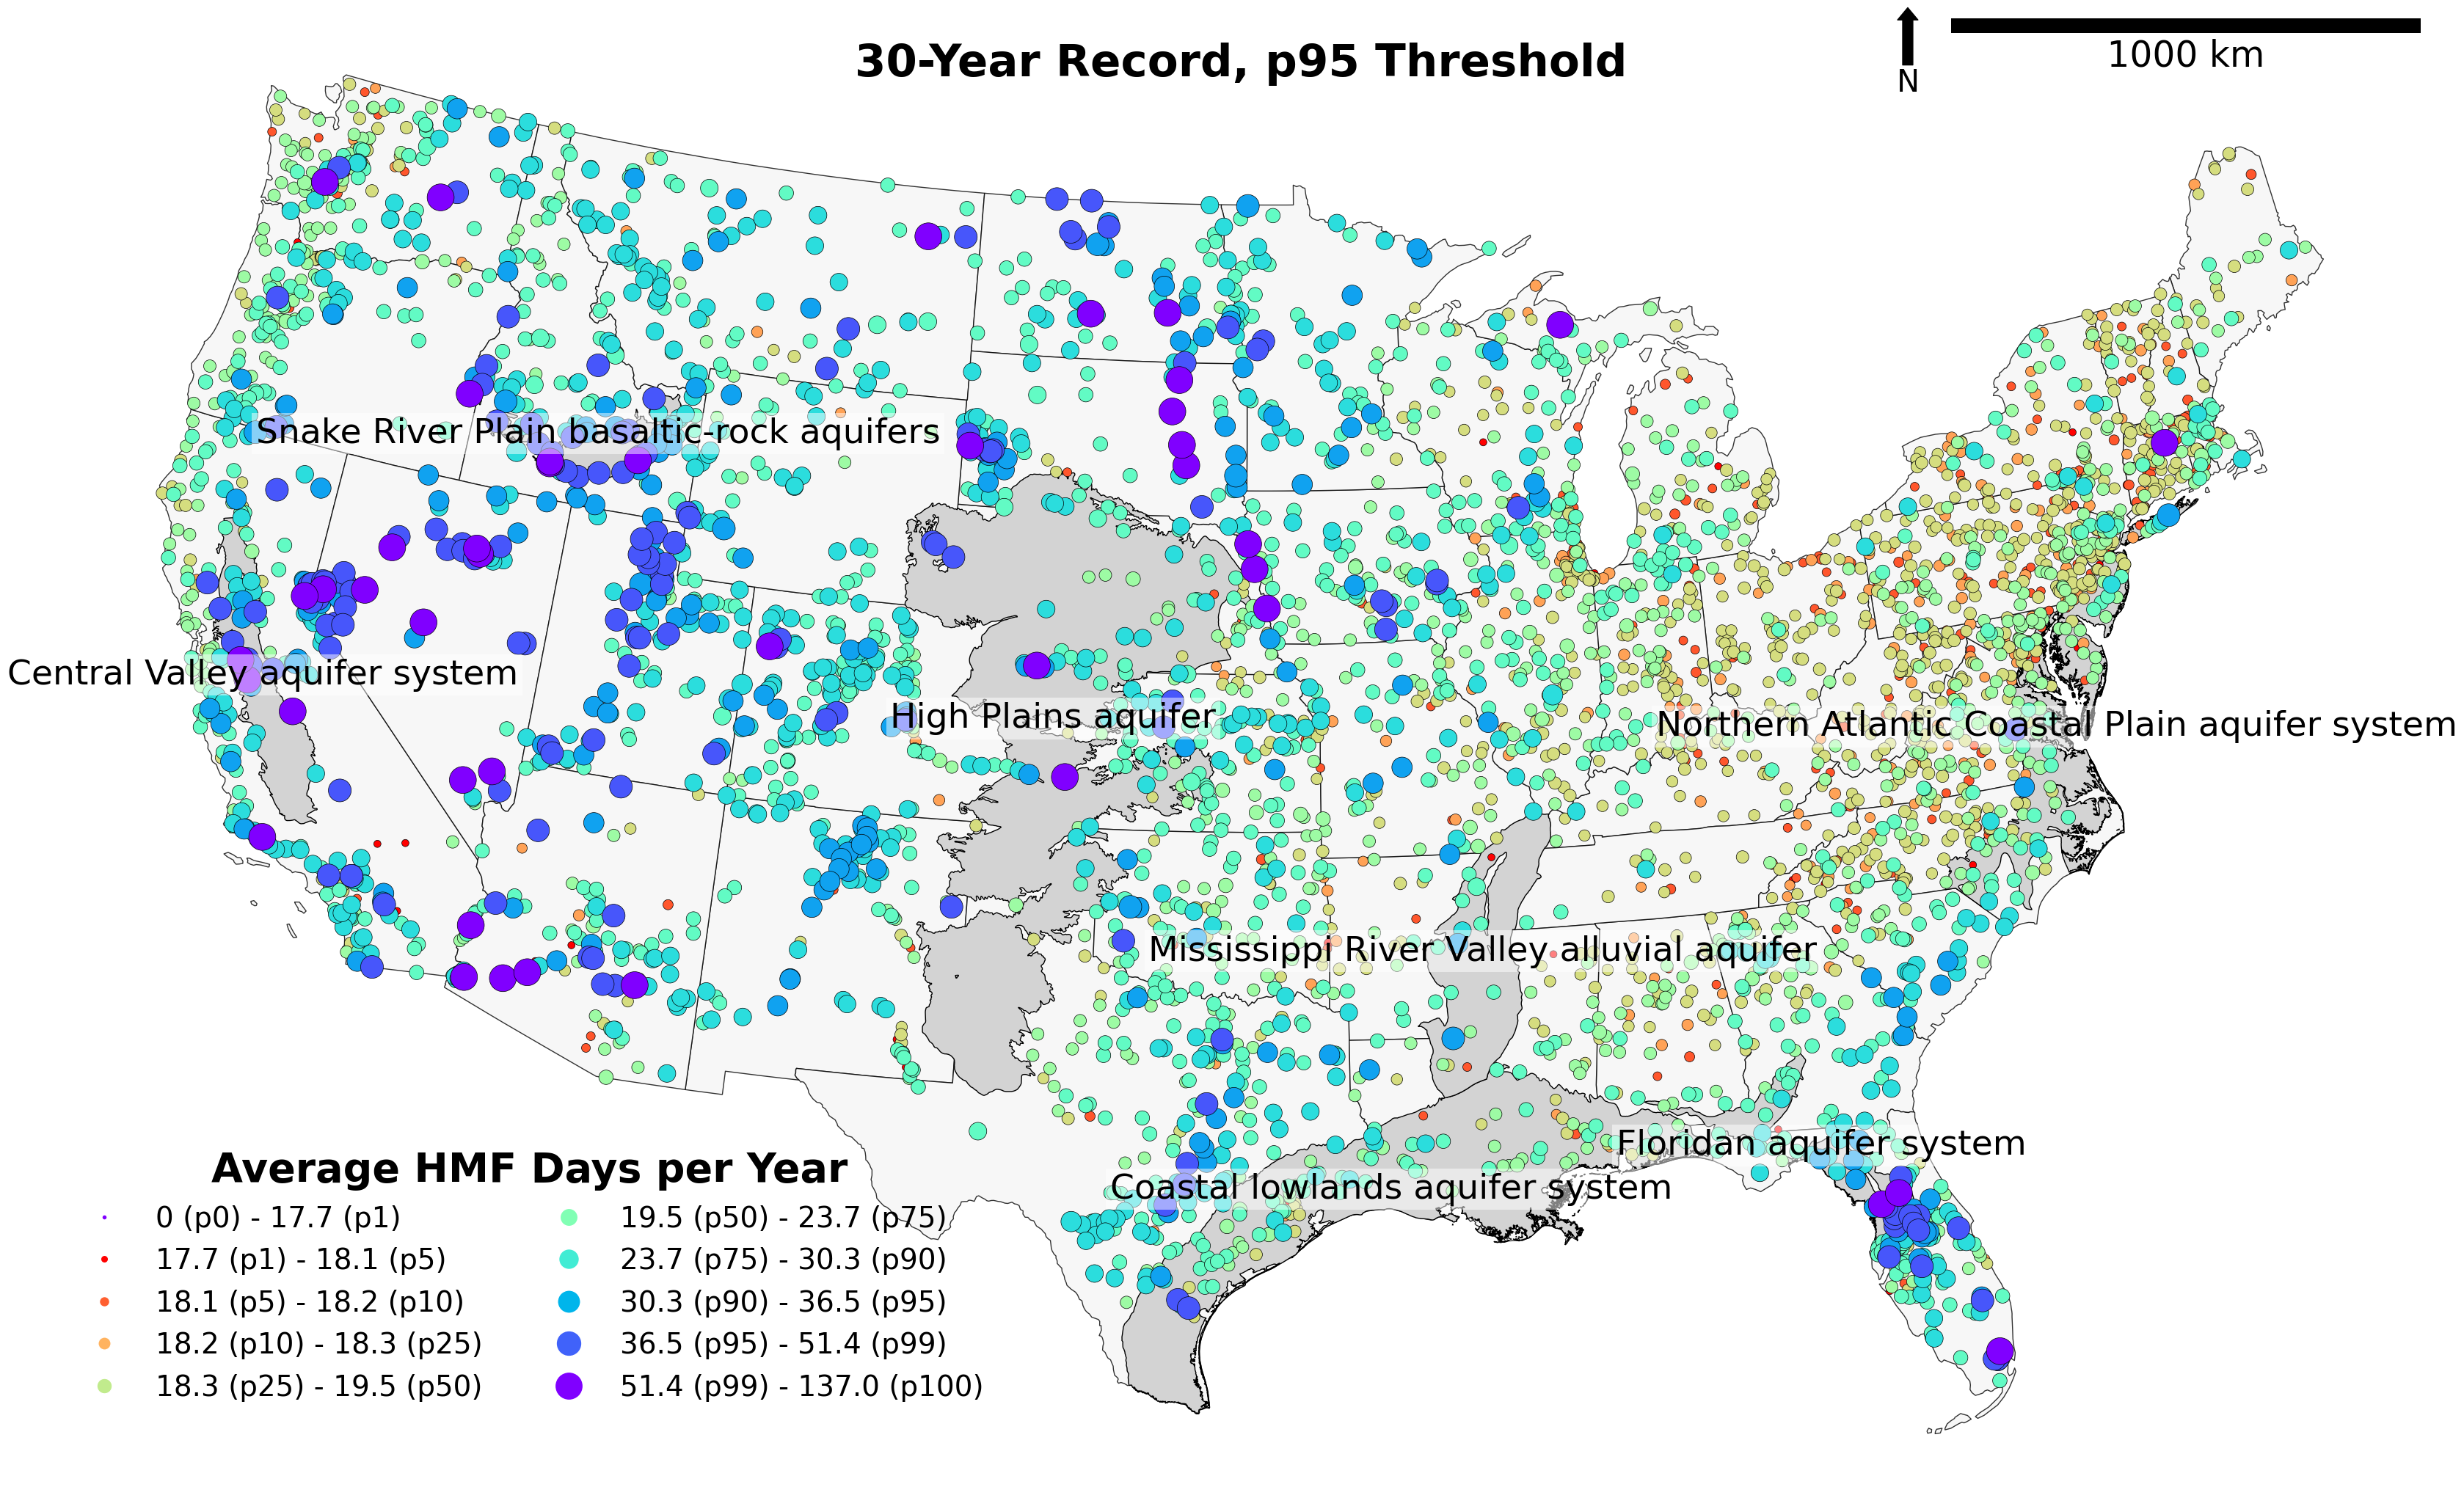 30-Year Record, p95 Threshold
N
1000 km
Snake River Plain basaltic-rock aquifers
Central Valley aquifer system
High Plains aquifer
Northern Atlantic Coastal Plain aquifer system
Mississippi River Valley alluvial aquifer
Floridan aquifer system
Coastal lowlands aquifer system
Average HMF Days per Year
0 (p0) - 17.7 (p1)
17.7 (p1) - 18.1 (p5)
18.1 (p5) - 18.2 (p10)
18.2 (p10) - 18.3 (p25)
18.3 (p25) - 19.5 (p50)
19.5 (p50) - 23.7 (p75)
23.7 (p75) - 30.3 (p90)
30.3 (p90) - 36.5 (p95)
36.5 (p95) - 51.4 (p99)
51.4 (p99) - 137.0 (p100)